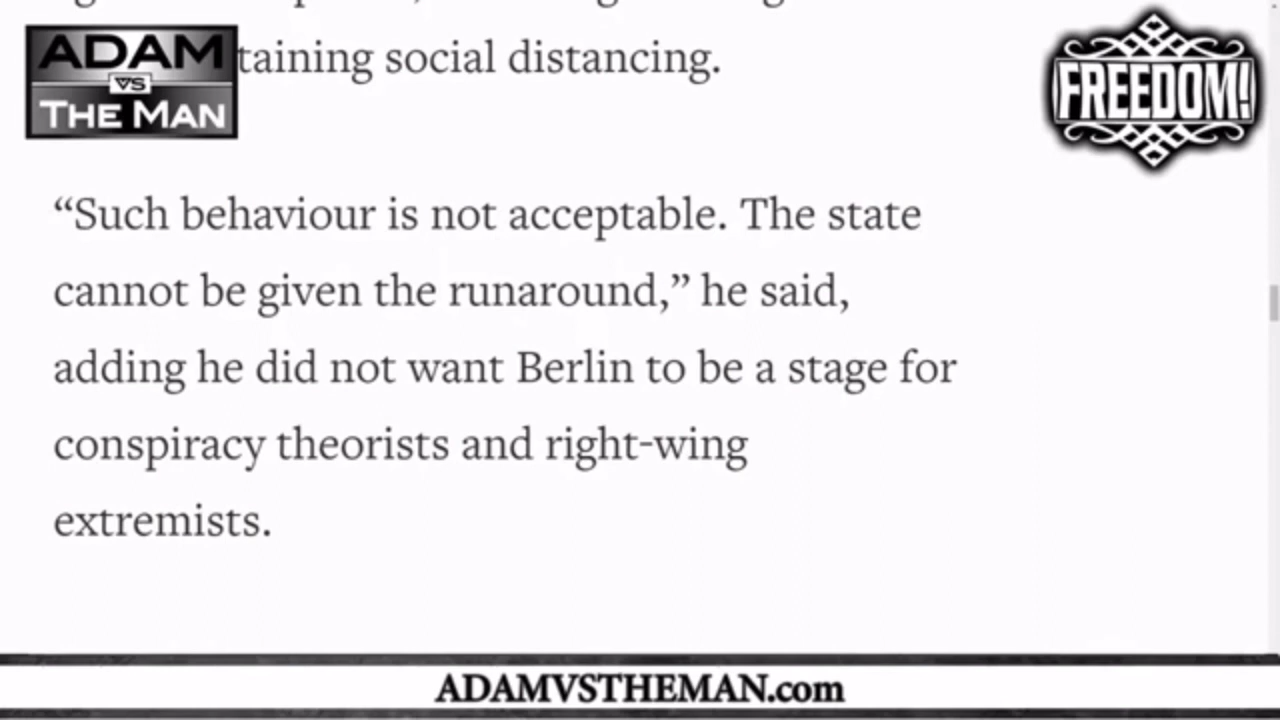 ADAM
VS
THE MAN
FREEDOM!
taining social distancing.
“Such behaviour is not acceptable. The state
cannot be given the runaround,” he said,
adding he did not want Berlin to be a stage for
conspiracy theorists and right-wing
extremists.
ADAMVSTHEMAN.com